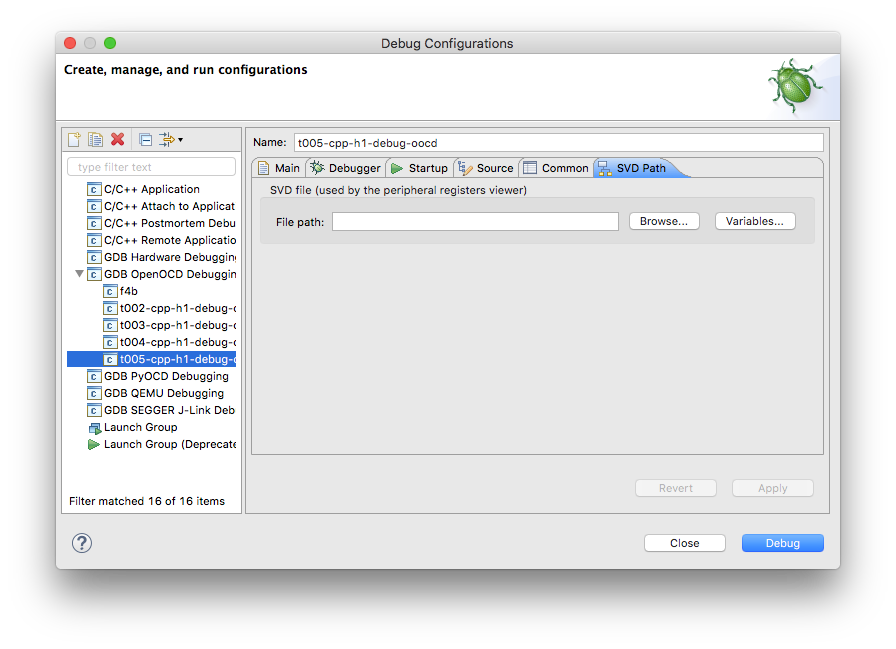 Debug Configurations
Create, manage, and run configurations
type filter text
C/C++ Application
C/C++ Attach to Applicat
C/C++ Postmortem Debu
C/C++ Remote Applicatio
GDB Hardware Debugging
GDB OpenOCD Debuggin
f4b
t002-cpp-h1-debug-o
t003-cpp-h1-debug-o
t004-cpp-h1-debug-o
t005-cpp-h1-debug-o
GDB PyOCD Debugging
GDB QEMU Debugging
GDB SEGGER J-Link Deb
Launch Group
Launch Group (Deprecate
Filter matched 16 of 16 items
Name: t005-cpp-h1-debug-oocd
Main Debugger Startup Source Common SVD Path
SVD file (used by the peripheral registers viewer)
File path: Browse... Variables...
Revert Apply
? Close Debug